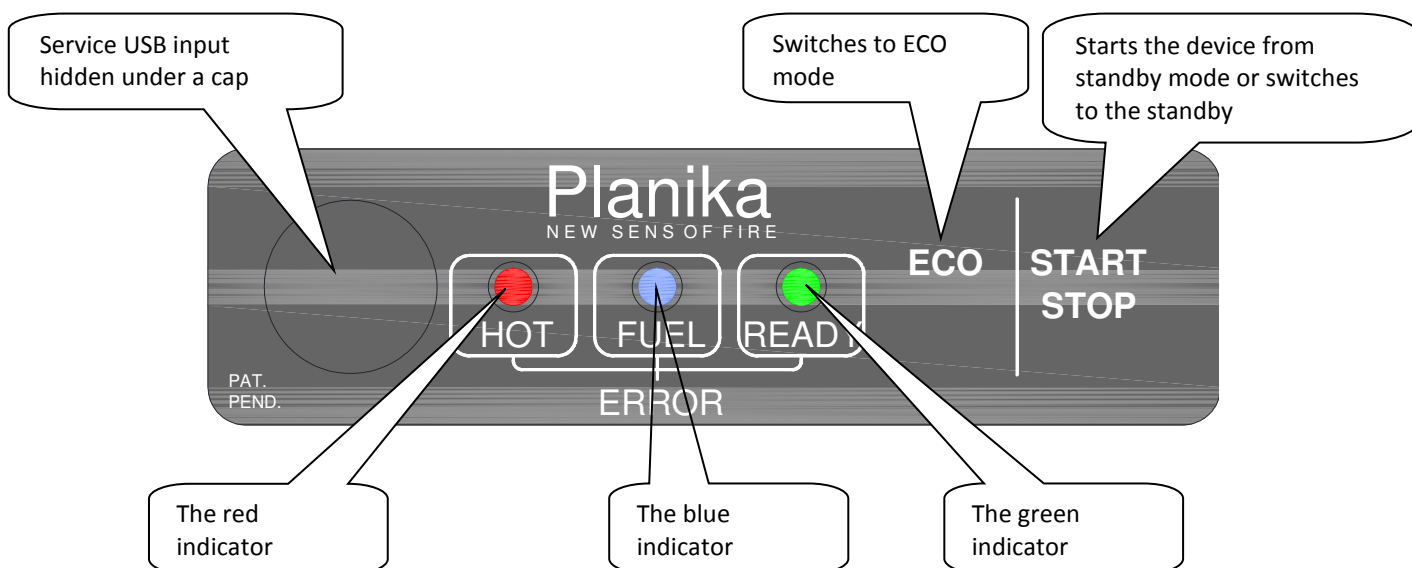 Service USB input
hidden under a cap
Switches to ECO
mode
Starts the device from
standby mode or switches
to the standby
Planika
NEW SENS OF FIRE
ECO
START
STOP
HOT
FUEL
READY
PAT.
PEND.
ERROR
The red
indicator
The blue
indicator
The green
indicator